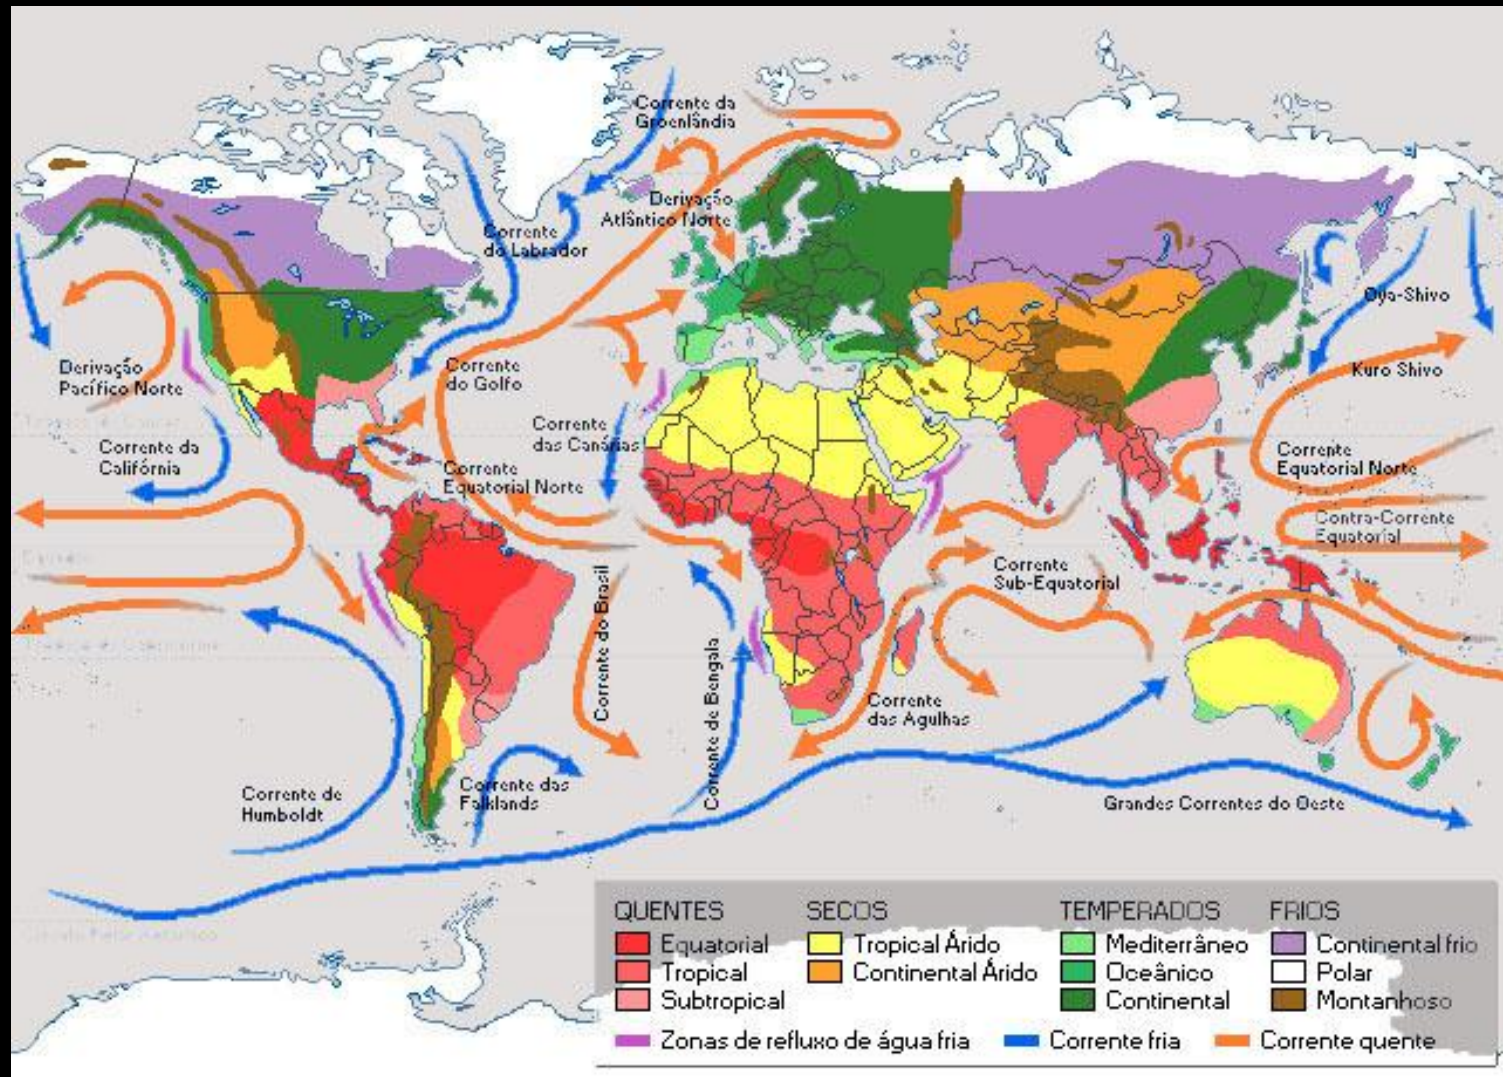 Corrente da
Groenlândia
Derivação
Atlântico Norte
Corrente
do Labrador
Oya-Shivo
Derivação
Pacífico Norte
Corrente
do Golfo
Kuro Shivo
Corrente da
Califórnia
Corrente
das Canárias
Corrente
Equatorial Norte
Corrente
Equatorial Norte
Contra-Corrente
Equatorial
Corrente
Sub-Equatorial
Corrente do Brasil
Corrente de Bengala
Corrente
das Agulhas
Corrente de
Humboldt
Corrente das
Falklands
Grandes Correntes do Oeste
QUENTES
Equatorial
Tropical
Subtropical
SECOS
Tropical Árido
Continental Árido
TEMPERADOS
Mediterrâneo
Oceânico
Continental
FRIOS
Continental frio
Polar
Montanhoso
Zonas de refluxo de água fria
Corrente fria
Corrente quente